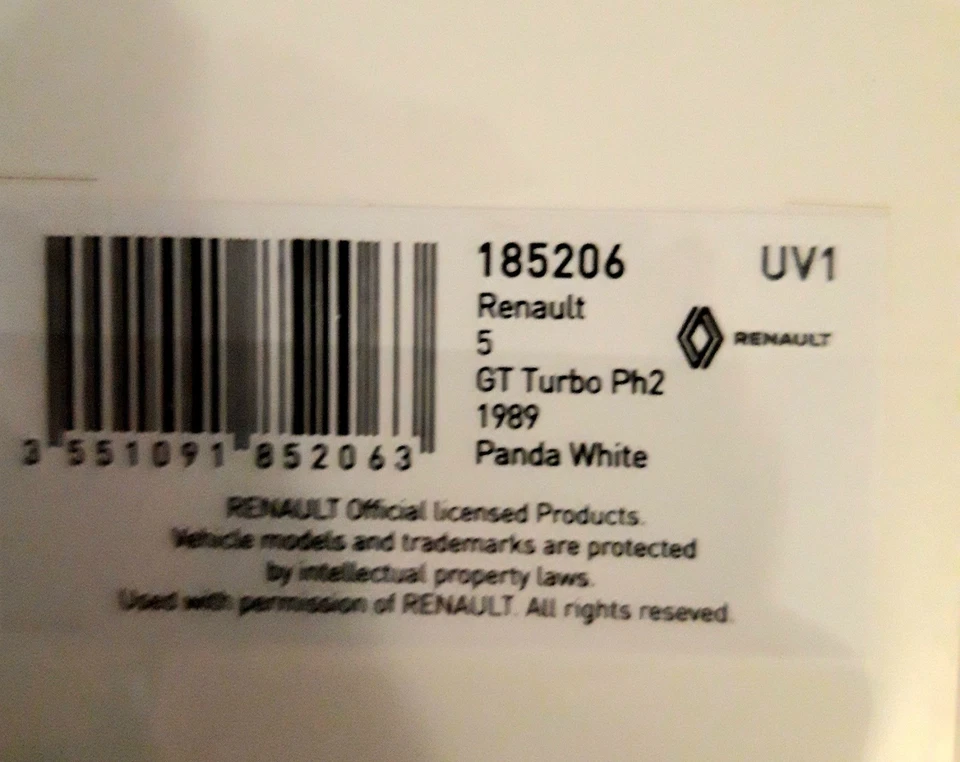 185206
UV1
Renault
5
RENAULT
GT Turbo Ph2
1989
Panda White
3 551091 852063
RENAULT Official licensed Products.
Vehicle models and trademarks are protected
by intellectual property laws.
Used with permission of RENAULT. All rights reseved.